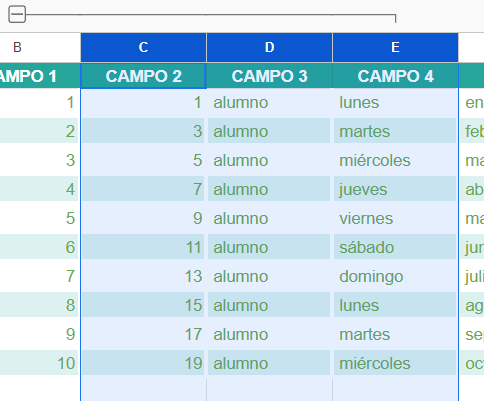 B C D E
AMPO 1 CAMPO 2 CAMPO 3 CAMPO 4
1 1 alumno lunes en
2 3 alumno martes feb
3 5 alumno miércoles ma
4 7 alumno jueves ab
5 9 alumno viernes ma
6 11 alumno sábado jun
7 13 alumno domingo juli
8 15 alumno lunes ag
9 17 alumno martes sep
10 19 alumno miércoles oct